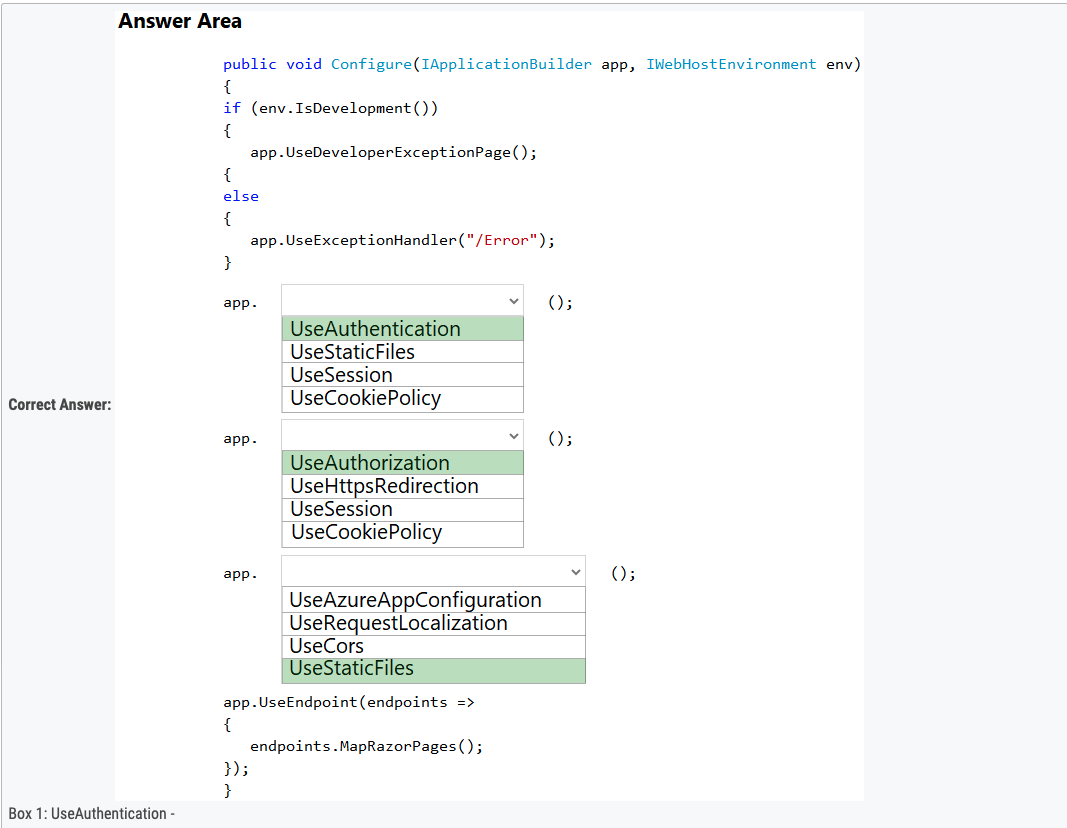 Answer Area
public void Configure(IApplicationBuilder app, IWebHostEnvironment env)
{
if (env.IsDevelopment())
{
app.UseDeveloperExceptionPage();
{
else
{
app.UseExceptionHandler("/Error");
}
app. ();
UseAuthentication
UseStaticFiles
UseSession
UseCookiePolicy
Correct Answer:
app. ();
UseAuthorization
UseHttpsRedirection
UseSession
UseCookiePolicy
app. ();
UseAzureAppConfiguration
UseRequestLocalization
UseCors
UseStaticFiles
app.UseEndpoint(endpoints =>
{
endpoints.MapRazorPages();
});
}
Box 1: UseAuthentication -